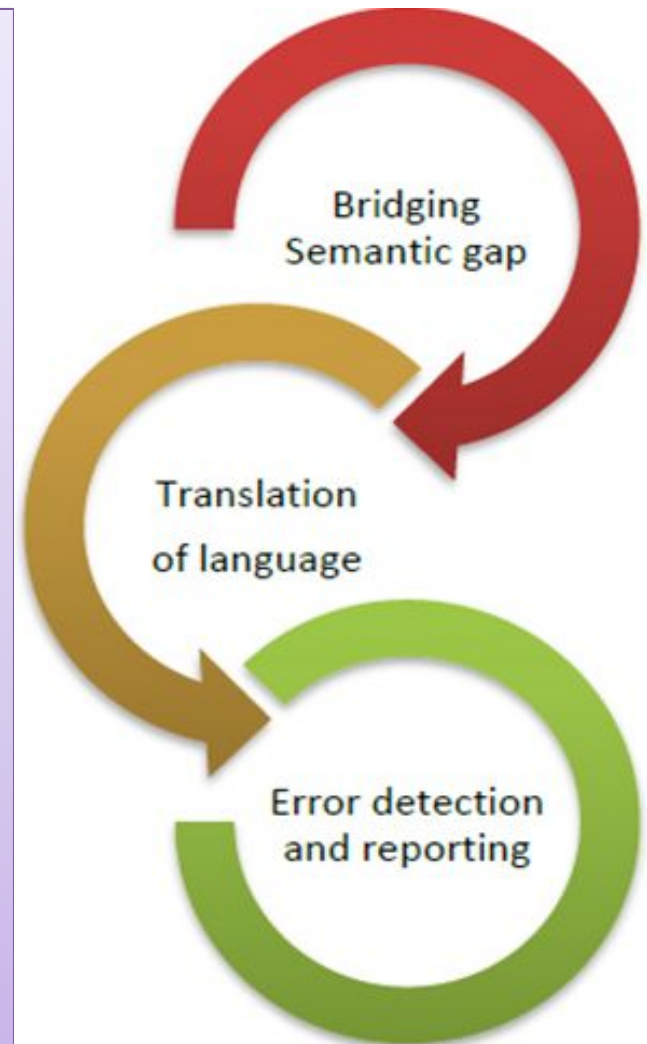 Bridging
Semantic gap
Translation
of language
Error detection
and reporting